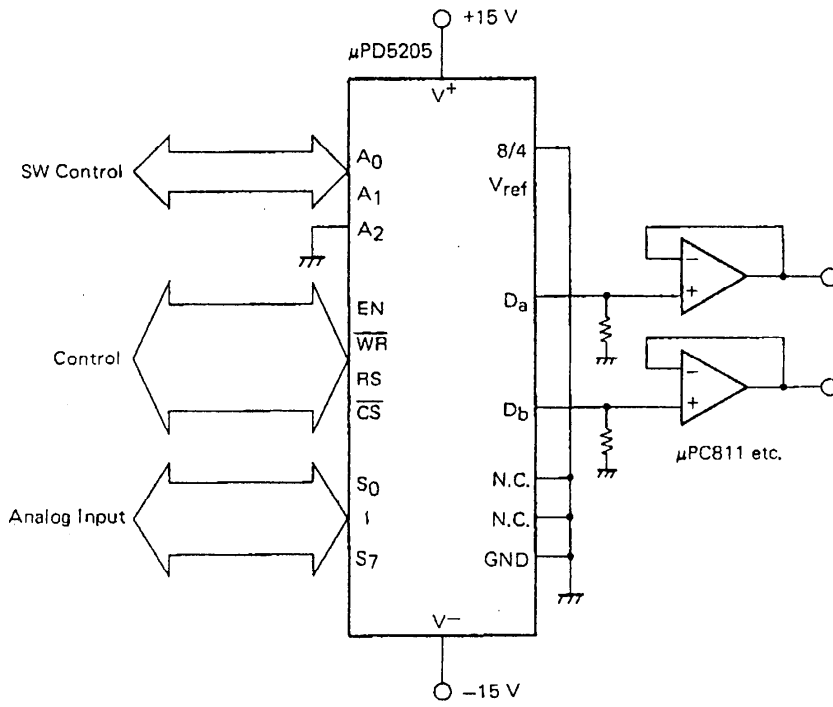 +15 V
μPD5205
V+
8/4
SW Control
A0
A1
Vref
A2
EN
Da
WR
Control
RS
CS
Db
μPC811 etc.
S0
N.C.
Analog Input
N.C.
S7
GND
V−
−15 V